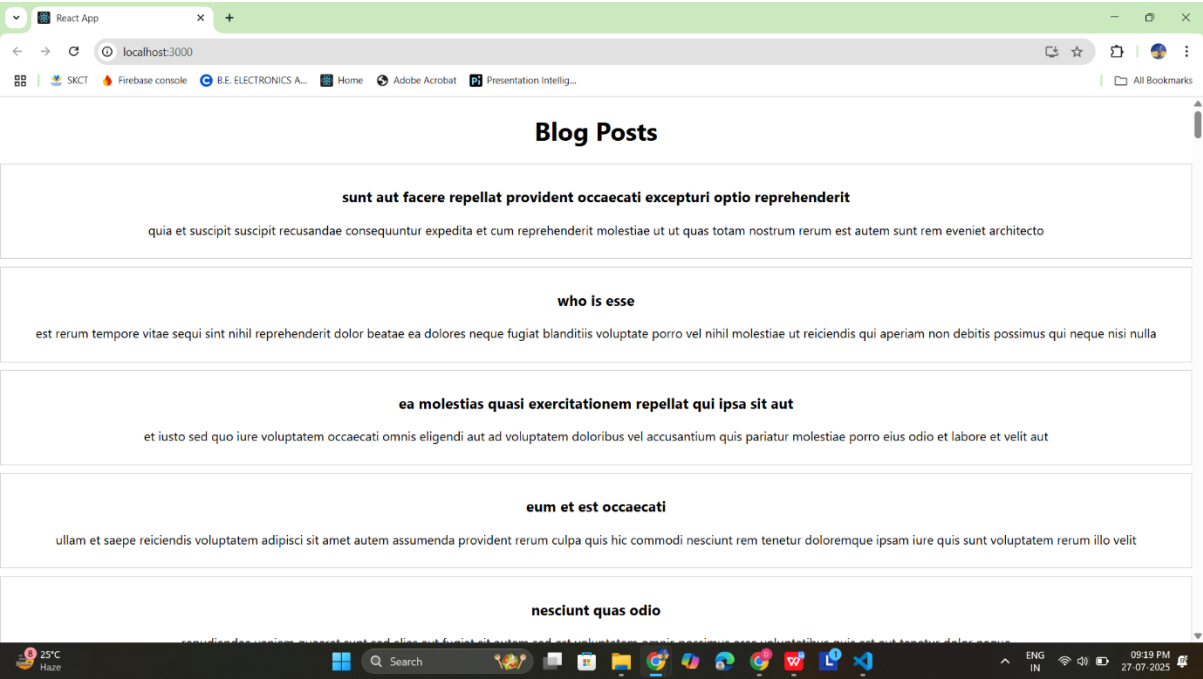 React App
localhost:3000
SKCT
Firebase console
B.E. ELECTRONICS A...
Home
Adobe Acrobat
Presentation Intellig...
All Bookmarks
Blog Posts
sunt aut facere repellat provident occaecati excepturi optio reprehenderit
quia et suscipit suscipit recusandae consequuntur expedita et cum reprehenderit molestiae ut ut quas totam nostrum rerum est autem sunt rem eveniet architecto
who is esse
est rerum tempore vitae sequi sint nihil reprehenderit dolor beatae ea dolores neque fugiat blanditiis voluptate porro vel nihil molestiae ut reiciendis qui aperiam non debitis possimus qui neque nisi nulla
ea molestias quasi exercitationem repellat qui ipsa sit aut
et iusto sed quo iure voluptatem occaecati omnis eligendi aut ad voluptatem doloribus vel accusantium quis pariatur molestiae porro eius odio et labore et velit aut
eum et est occaecati
ullam et saepe reiciendis voluptatem adipisci sit amet autem assumenda provident rerum culpa quis hic commodi nesciunt rem tenetur doloremque ipsam iure quis sunt voluptatem rerum illo velit
nesciunt quas odio
8
25°C
Haze
Search
1
ENG
IN
09:19 PM
27-07-2025